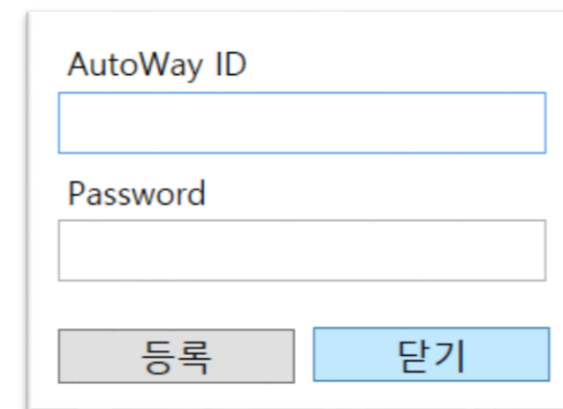 AutoWay ID
Password
등록 닫기